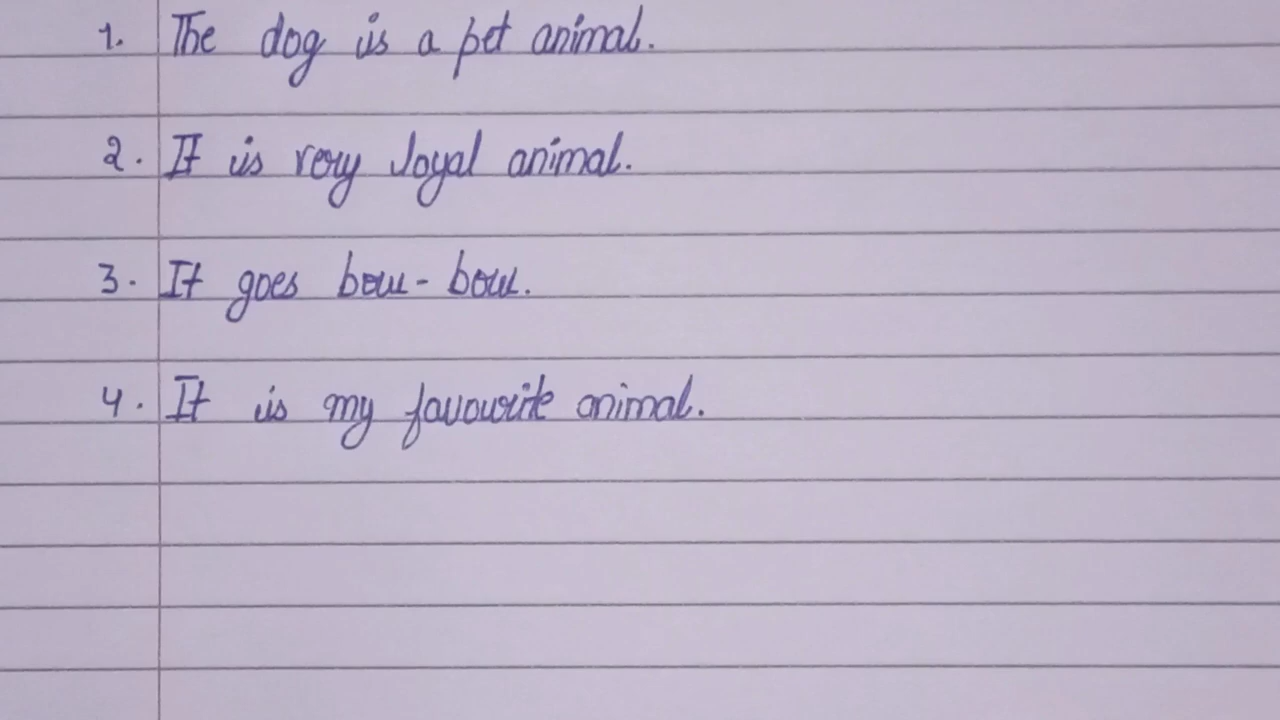 1. The dog is a pet animal.
2. It is very loyal animal.
3. It goes bow-bow.
4. It is my favourite animal.